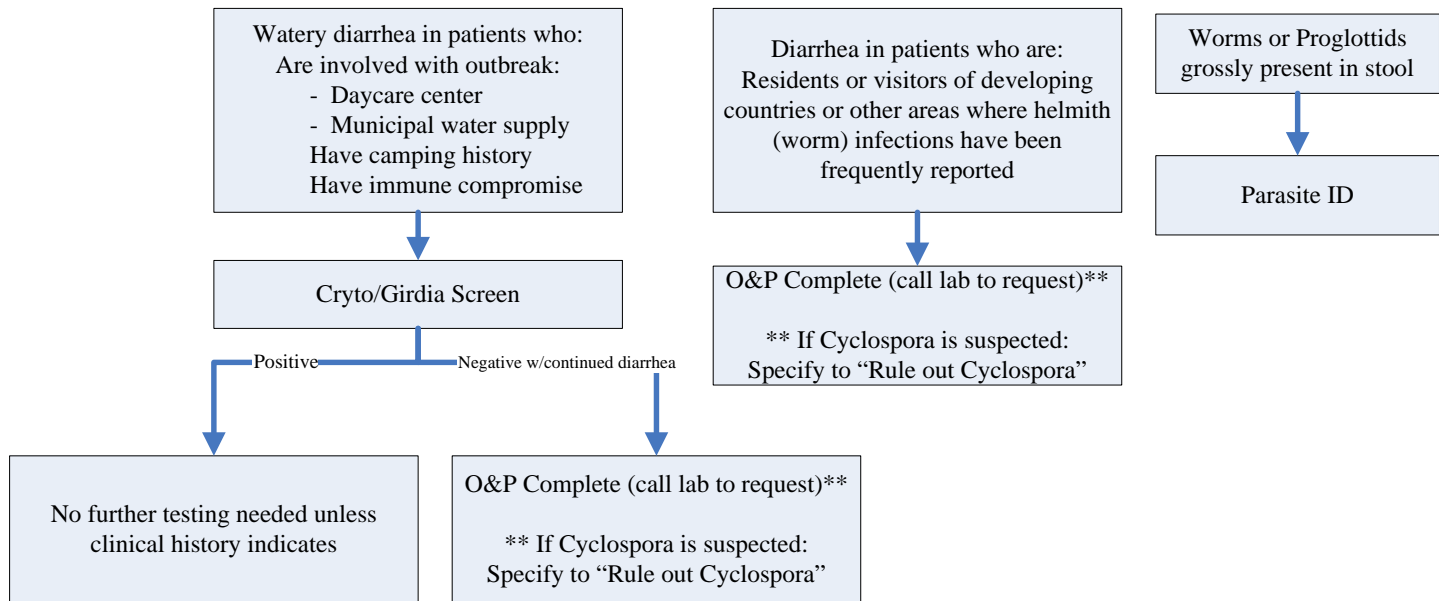 Watery diarrhea in patients who:
Are involved with outbreak:
- Daycare center
- Municipal water supply
Have camping history
Have immune compromise
Cryto/Girdia Screen
Positive
Negative w/continued diarrhea
No further testing needed unless
clinical history indicates
O&P Complete (call lab to request)**
** If Cyclospora is suspected:
Specify to “Rule out Cyclospora”
Diarrhea in patients who are:
Residents or visitors of developing
countries or other areas where helmith
(worm) infections have been
frequently reported
O&P Complete (call lab to request)**
** If Cyclospora is suspected:
Specify to “Rule out Cyclospora”
Worms or Proglottids
grossly present in stool
Parasite ID